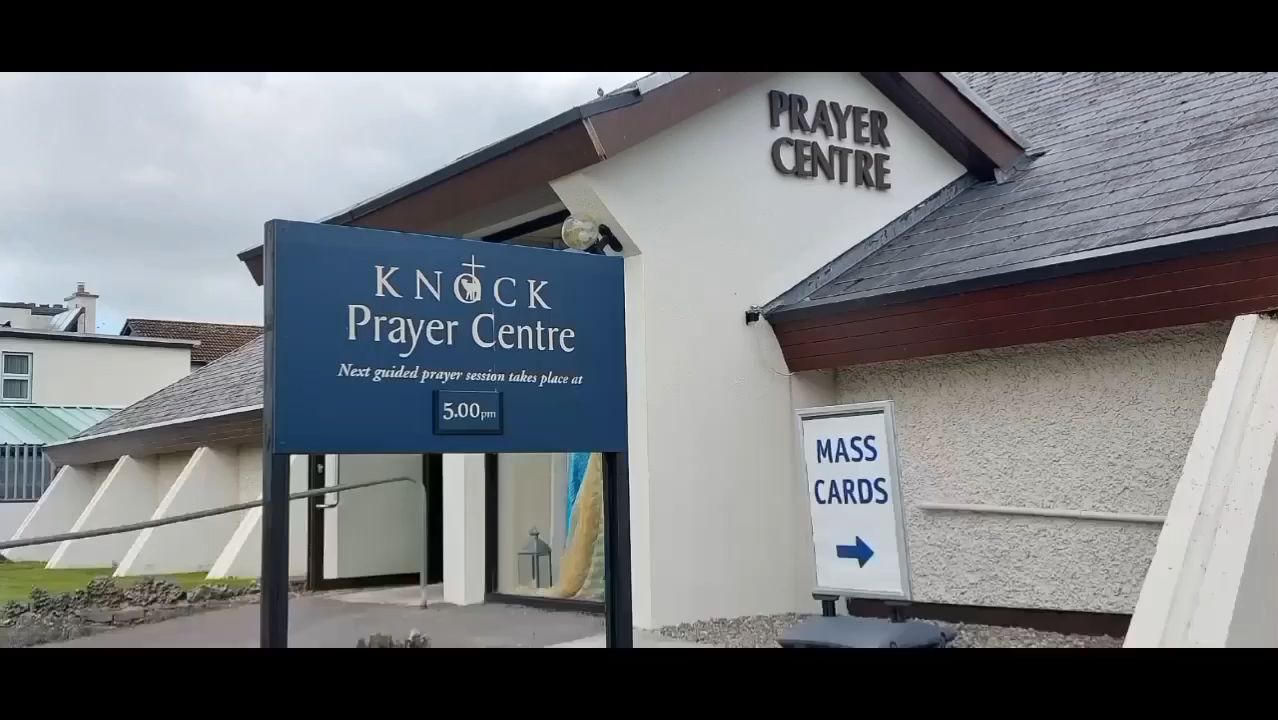 PRAYER
CENTRE
KNOCK
Prayer Centre
Next guided prayer session takes place at
5.00pm
MASS
CARDS